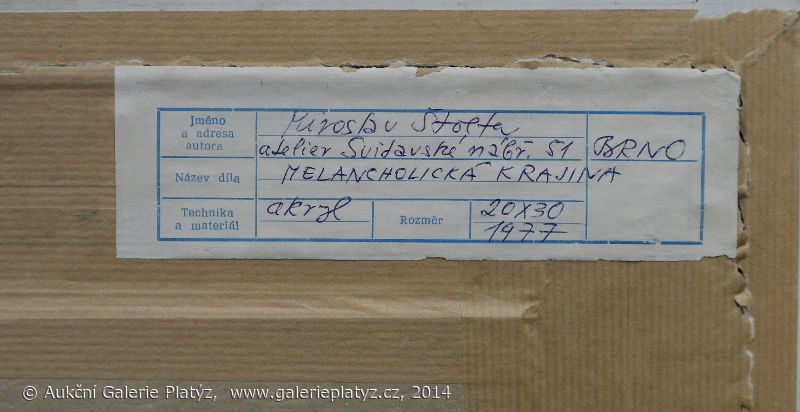 Jméno
a adresa
autora
Miroslav Štolfa
atelier Svitavské nábř. 51 BRNO
Název díla MELANCHOLICKÁ KRAJINA
Technika
a materiál
akryl
Rozměr
20X30
1977
© Aukční Galerie Platýz, www.galerieplatyz.cz, 2014